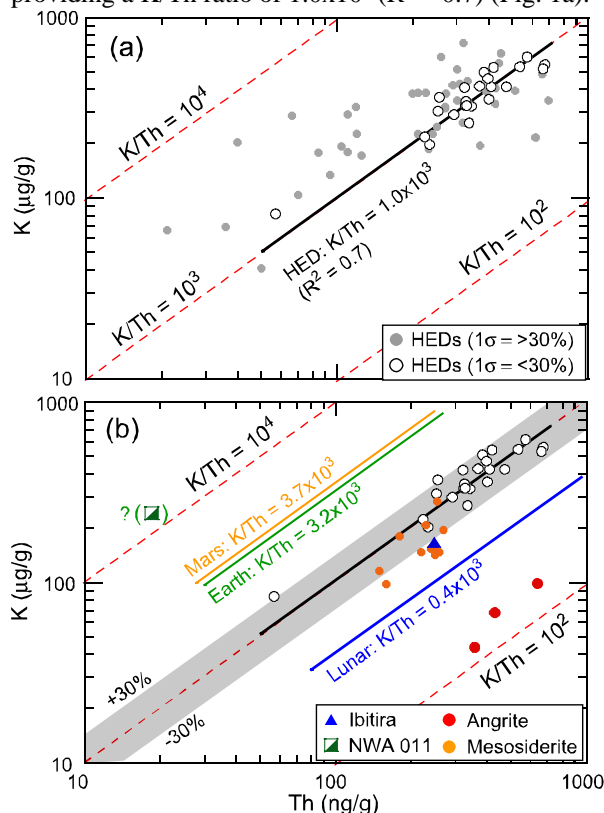 providing a K/Th ratio of 1.0x10³ (R² = 0.7) (Fig. 1a).
1000
(a)
K/Th = 10⁴
K (µg/g)
100
HED: K/Th = 1.0x10³
(R² = 0.7)
K/Th = 10²
K/Th = 10³
HEDs (1σ = >30%)
HEDs (1σ = <30%)
10
1000
(b)
K/Th = 10⁴
? ( )
Mars: K/Th = 3.7x10³
Earth: K/Th = 3.2x10³
K (µg/g)
100
Lunar: K/Th = 0.4x10³
K/Th = 10²
+30%
-30%
Ibitira
Angrite
NWA 011
Mesosiderite
10
10
100
1000
Th (ng/g)